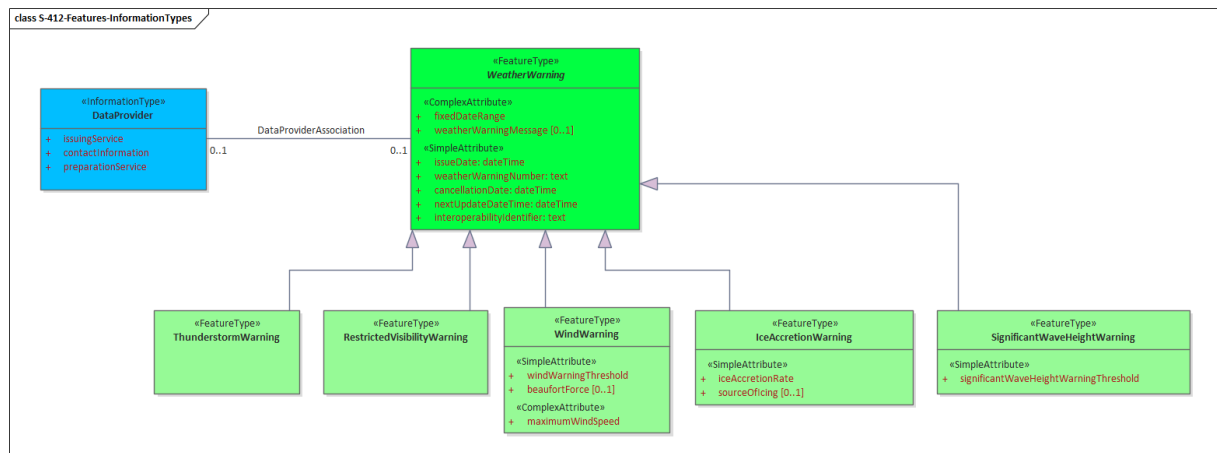 class S-412-Features-InformationTypes
«InformationType»
DataProvider
+ issuingService
+ contactInformation
+ preparationService
DataProviderAssociation
0..1
0..1
«FeatureType»
WeatherWarning
«ComplexAttribute»
+ fixedDateRange
+ weatherWarningMessage [0..1]
«SimpleAttribute»
+ issueDate: dateTime
+ weatherWarningNumber: text
+ cancellationDate: dateTime
+ nextUpdateDateTime: dateTime
+ interoperabilityIdentifier: text
«FeatureType»
ThunderstormWarning
«FeatureType»
RestrictedVisibilityWarning
«FeatureType»
WindWarning
«SimpleAttribute»
+ windWarningThreshold
+ beaufortForce [0..1]
«ComplexAttribute»
+ maximumWindSpeed
«FeatureType»
IceAccretionWarning
«SimpleAttribute»
+ iceAccretionRate
+ sourceOfIcing [0..1]
«FeatureType»
SignificantWaveHeightWarning
«SimpleAttribute»
+ significantWaveHeightWarningThreshold